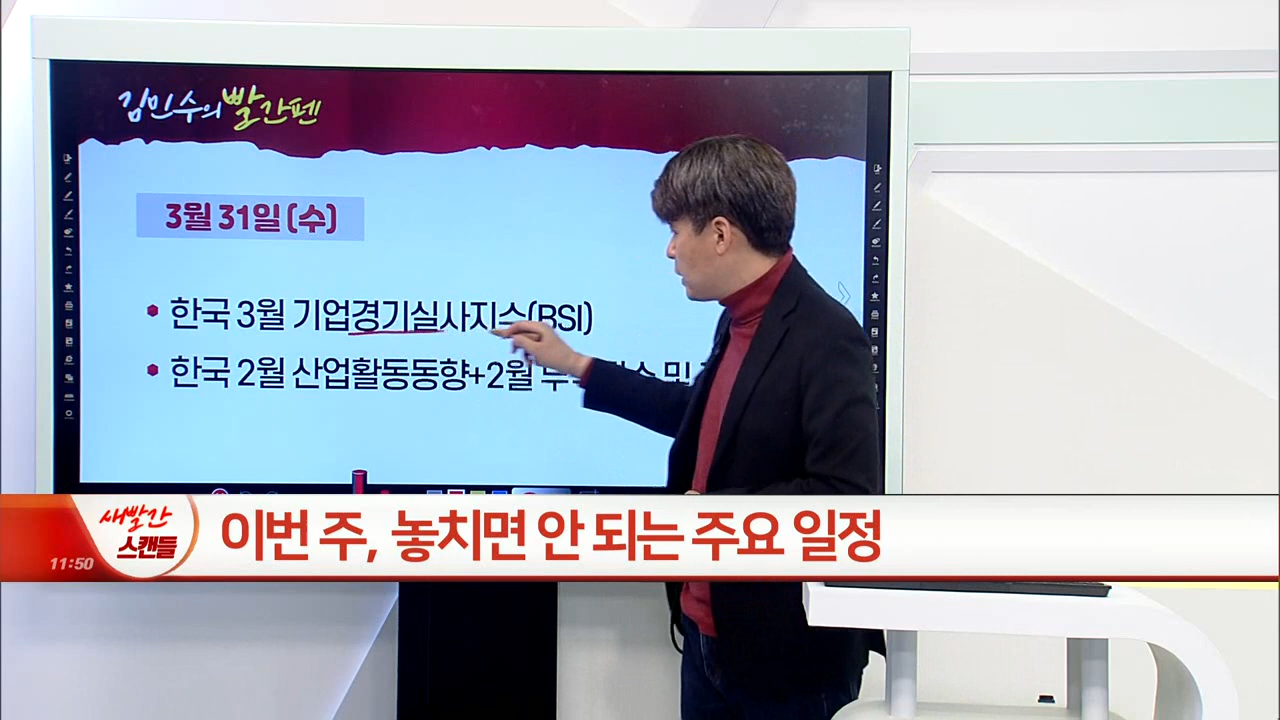 김민수의 빨간펜
3월 31일 (수)
한국 3월 기업경기실사지수(BSI)
한국 2월 산업활동동향+2월 및
새빨간
스캔들
11:50
이번 주, 놓치면 안 되는 주요 일정